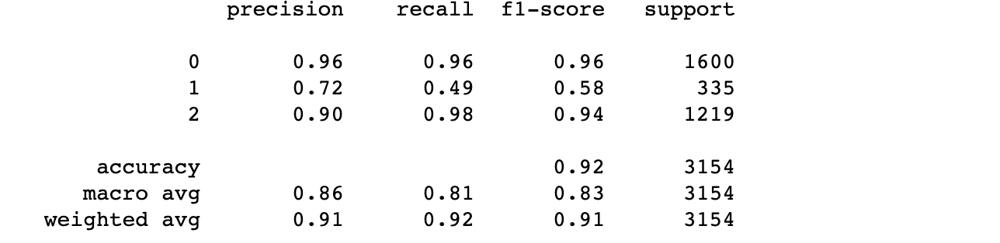 precision recall f1-score support
0 0.96 0.96 0.96 1600
1 0.72 0.49 0.58 335
2 0.90 0.98 0.94 1219
accuracy 0.92 3154
macro avg 0.86 0.81 0.83 3154
weighted avg 0.91 0.92 0.91 3154